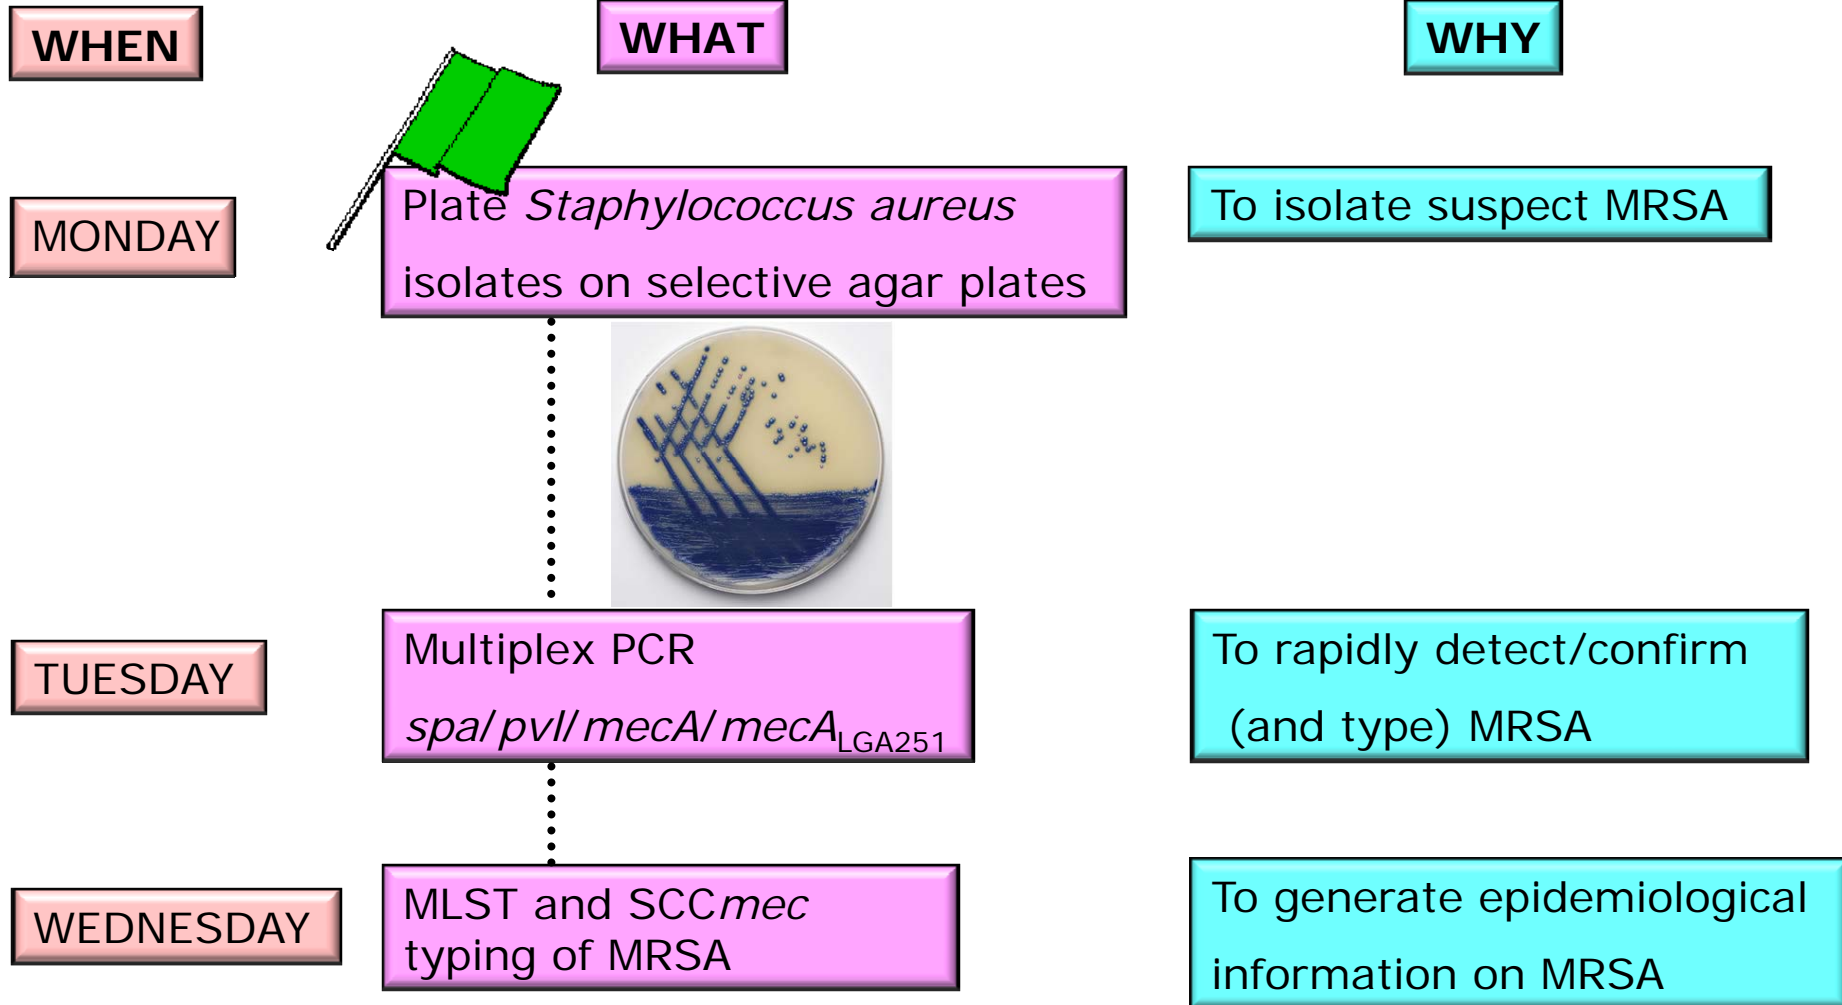 WHEN
WHAT
WHY
MONDAY
Plate Staphylococcus aureus
isolates on selective agar plates
To isolate suspect MRSA
TUESDAY
Multiplex PCR
spa/pvl/mecA/mecALGA251
To rapidly detect/confirm
(and type) MRSA
WEDNESDAY
MLST and SCCmec
typing of MRSA
To generate epidemiological
information on MRSA